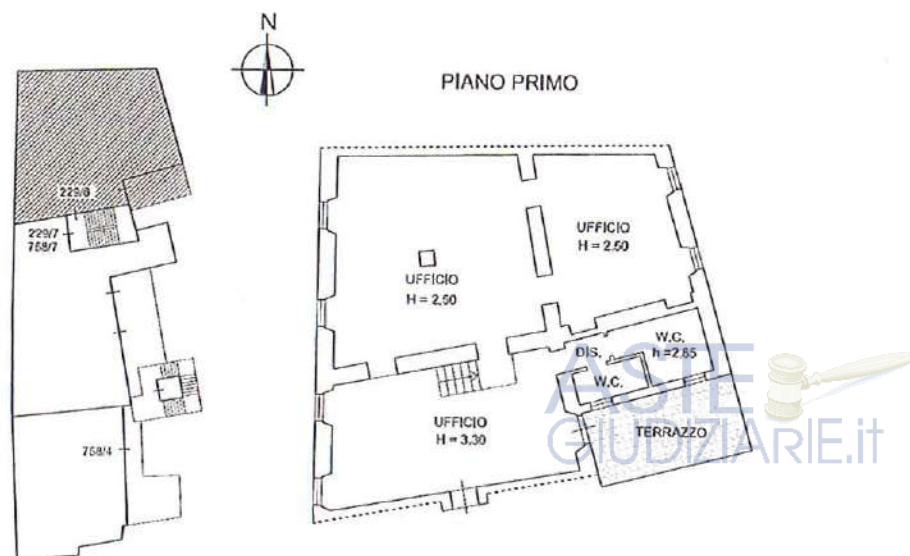 N
PIANO PRIMO
229/6
229/7
758/7
758/4
UFFICIO
H = 2,50
UFFICIO
H = 2.50
DIS.
W.C.
h=2.65
W.C.
UFFICIO
H = 3.30
TERRAZZO
ASTE
GIUDIZIARIE.it